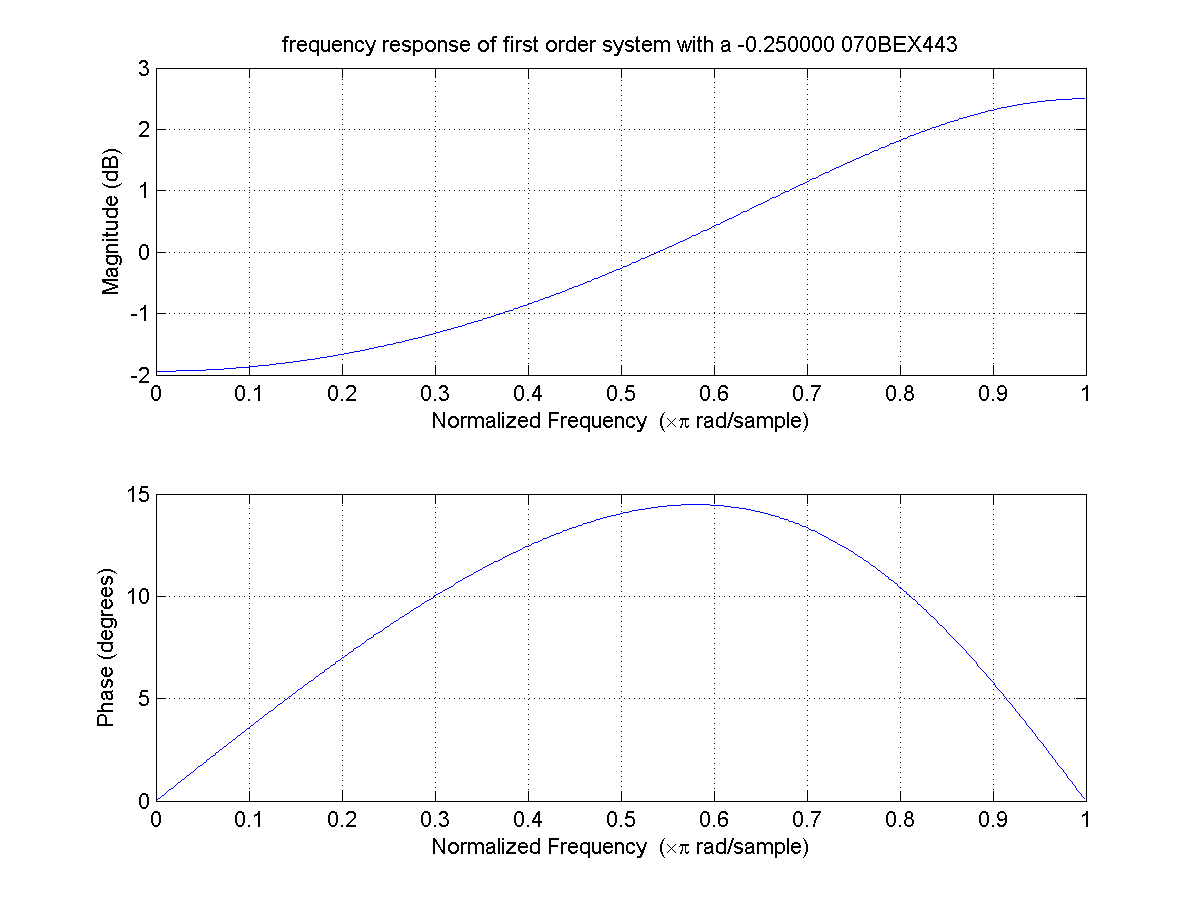 frequency response of first order system with a -0.250000 070BEX443
3
2
1
0
-1
-2
Magnitude (dB)
0 0.1 0.2 0.3 0.4 0.5 0.6 0.7 0.8 0.9 1
Normalized Frequency (×π rad/sample)
15
10
5
0
Phase (degrees)
0 0.1 0.2 0.3 0.4 0.5 0.6 0.7 0.8 0.9 1
Normalized Frequency (×π rad/sample)